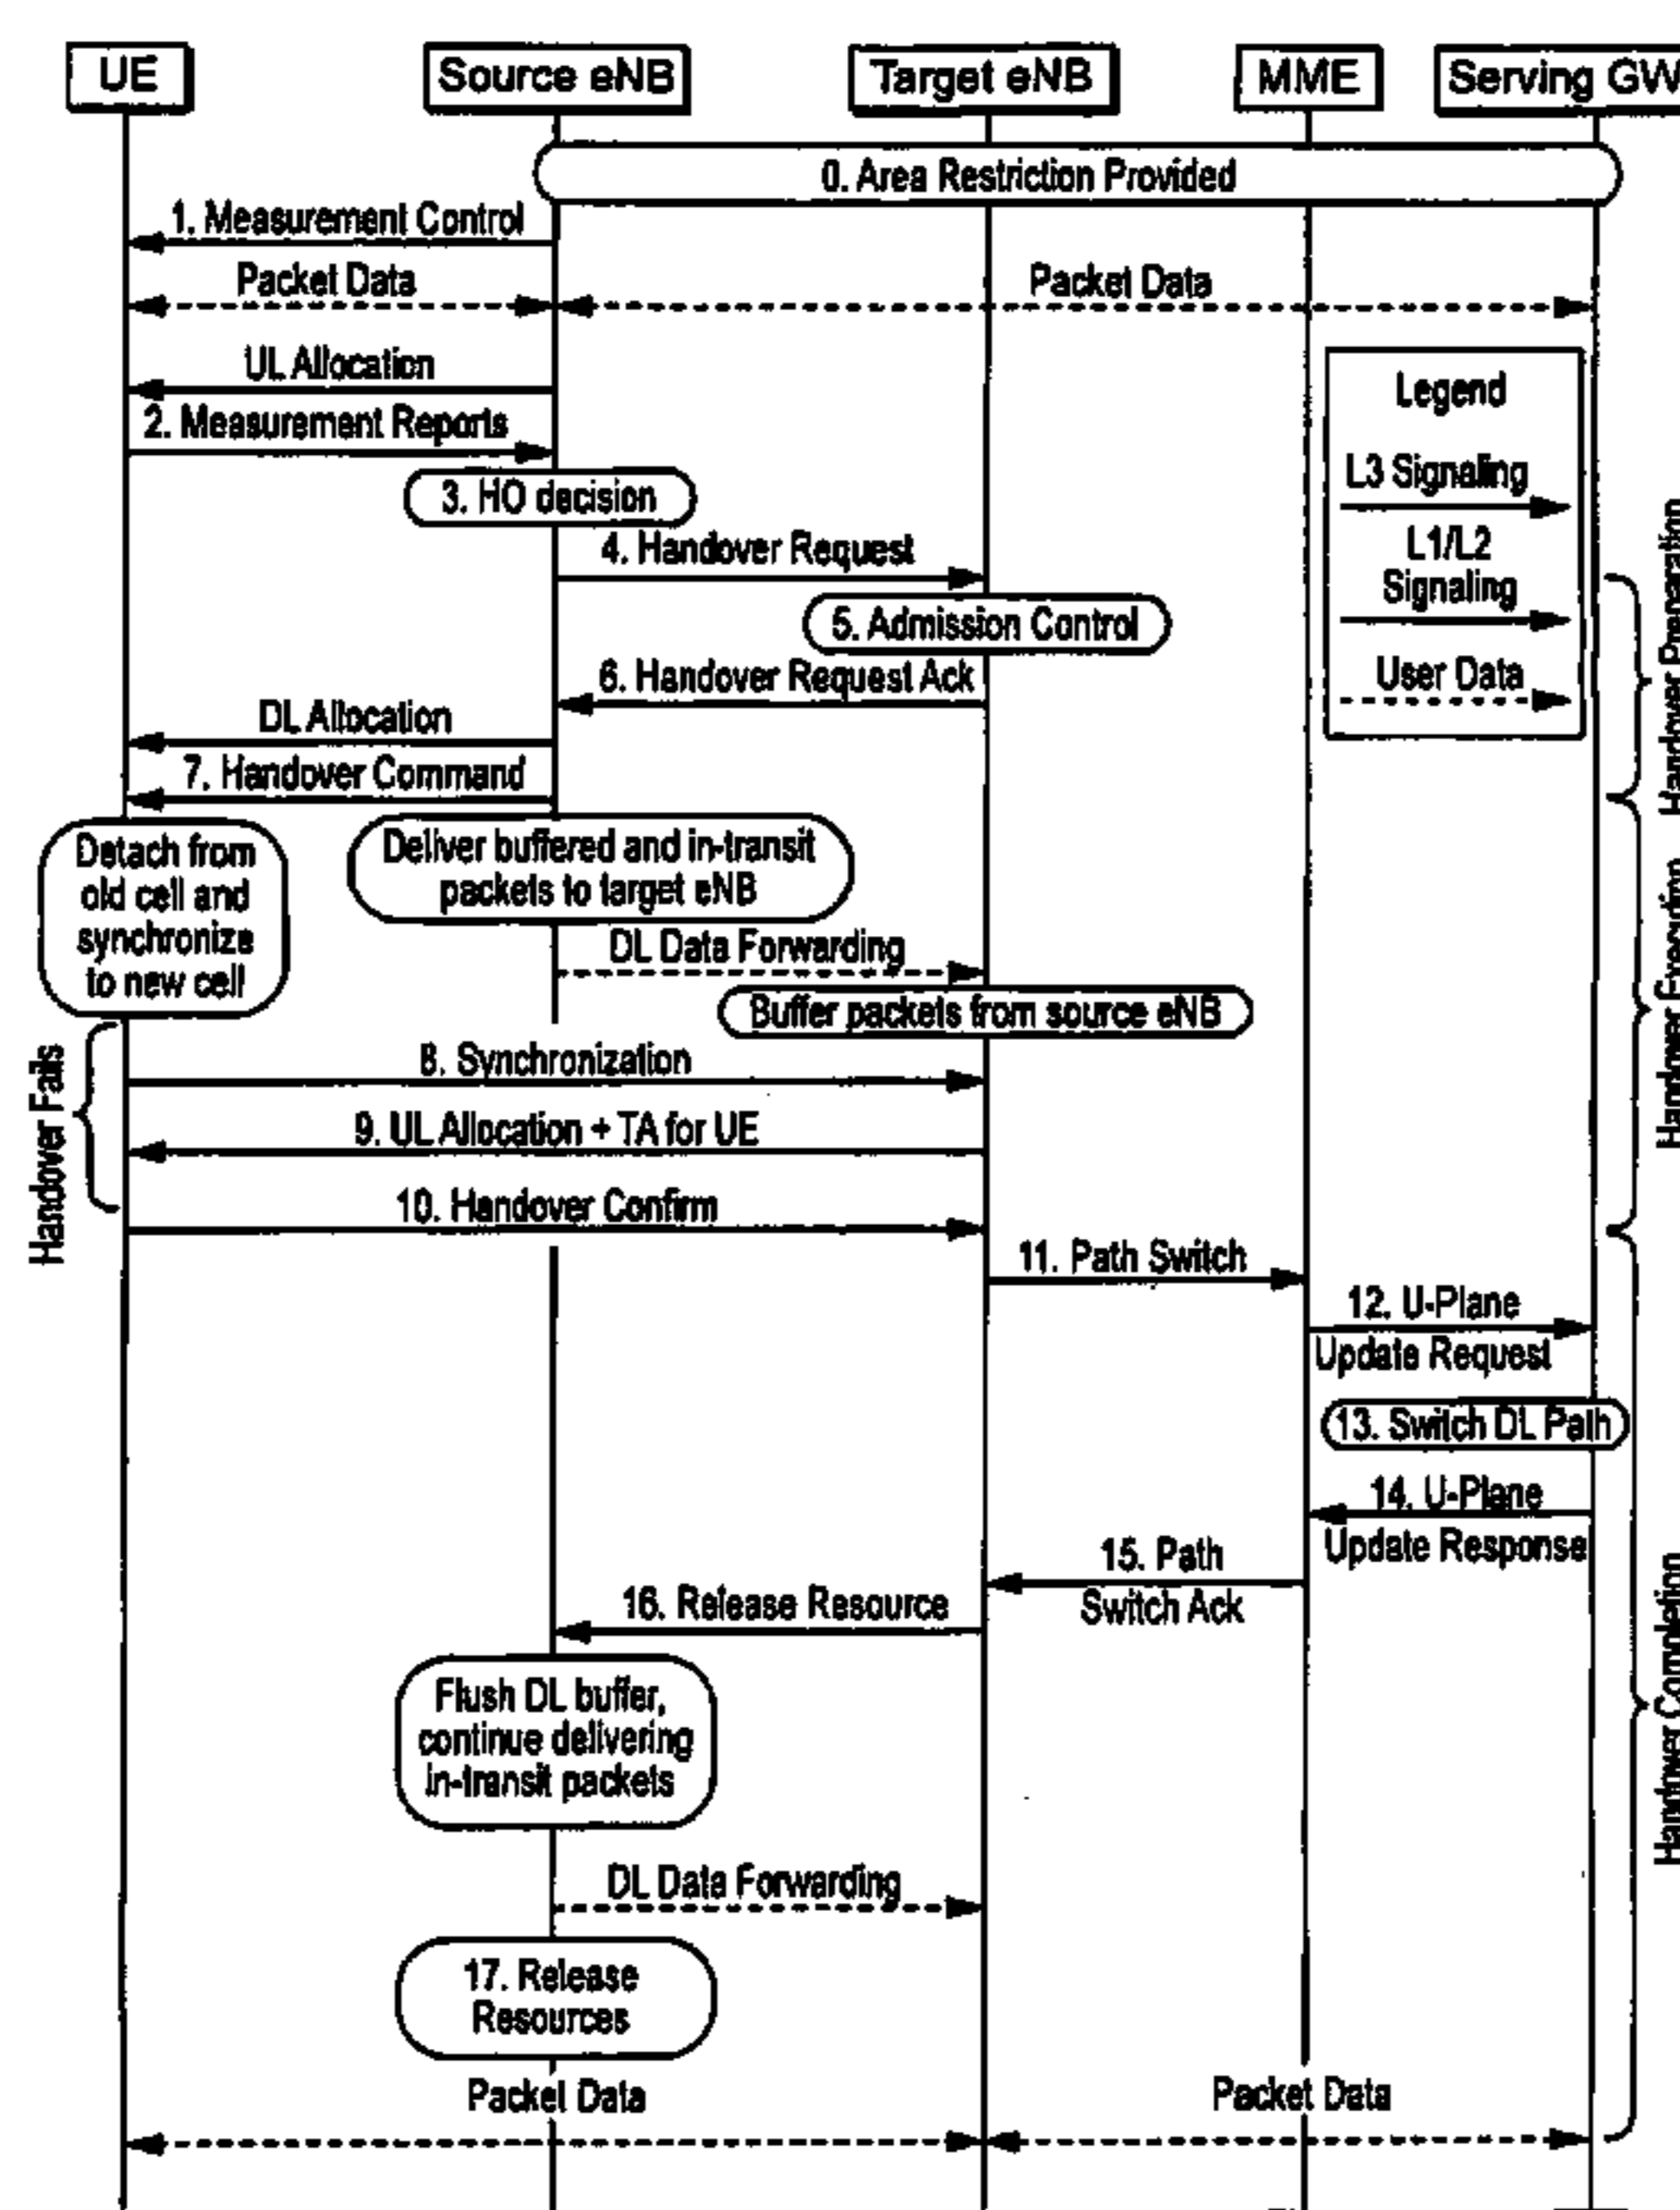 UE
Source eNB
Target eNB
MME
Serving GW
0. Area Restriction Provided
1. Measurement Control
Packet Data
Packet Data
UL Allocation
2. Measurement Reports
3. HO decision
4. Handover Request
5. Admission Control
6. Handover Request Ack
DL Allocation
7. Handover Command
Legend
L3 Signaling
L1/L2
Signaling
User Data
Handover Preparation
Detach from
old cell and
synchronize
to new cell
Deliver buffered and in-transit
packets to target eNB
DL Data Forwarding
Buffer packets from source eNB
Handover Execution
Handover Fails
8. Synchronization
9. UL Allocation + TA for UE
10. Handover Confirm
11. Path Switch
12. U-Plane
Update Request
13. Switch DL Path
14. U-Plane
Update Response
15. Path
Switch Ack
16. Release Resource
Flush DL buffer,
continue delivering
in-transit packets
Handover Completion
DL Data Forwarding
17. Release
Resources
Packet Data
Packet Data